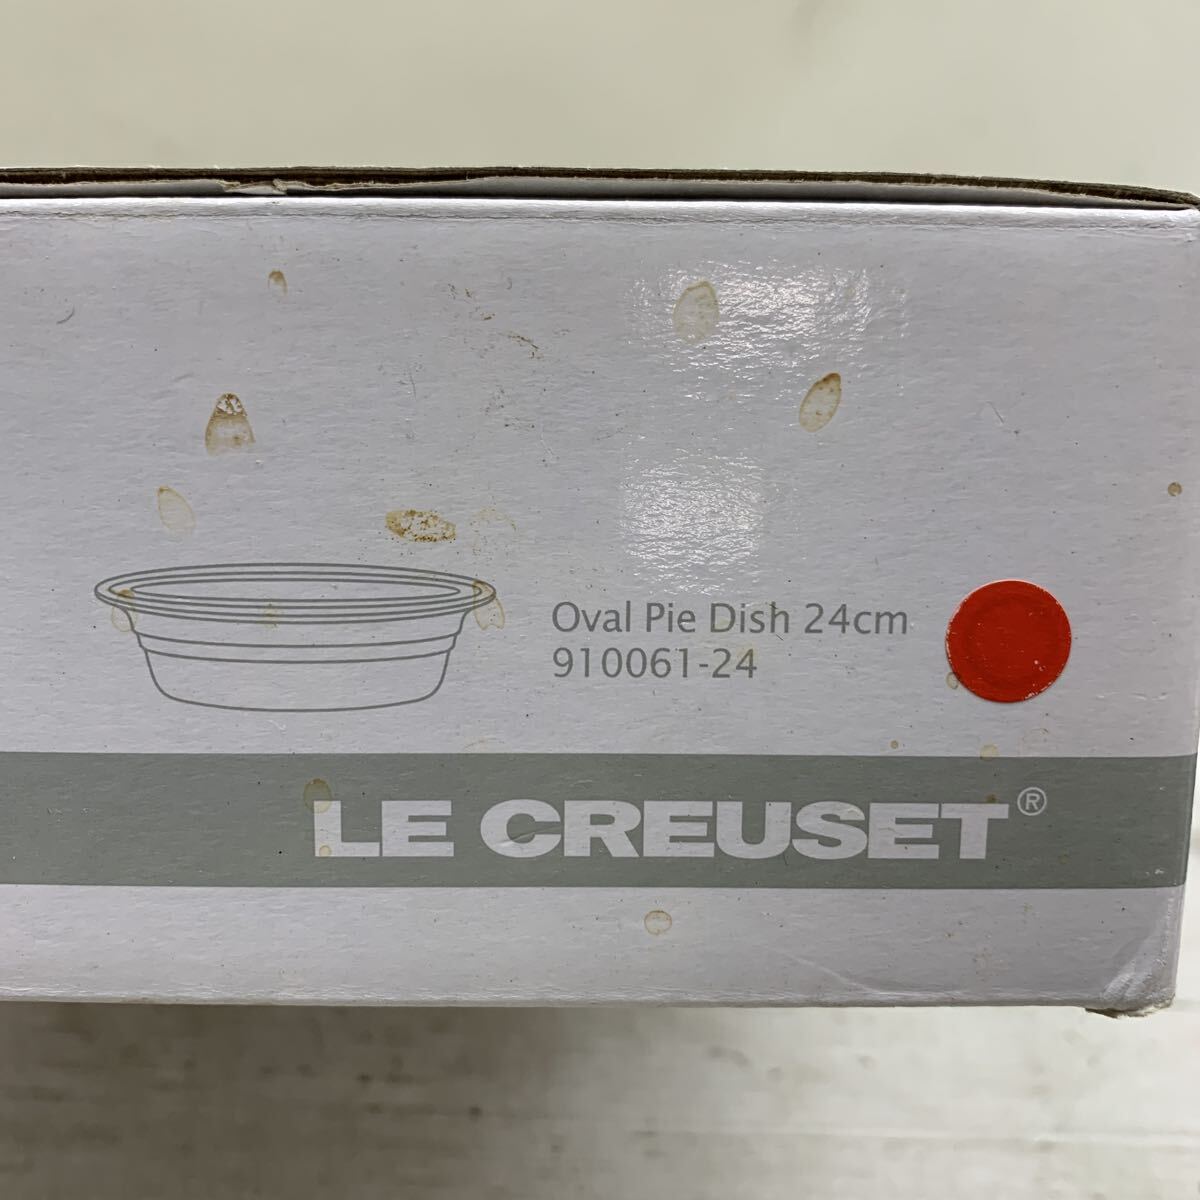 Oval Pie Dish 24cm
910061-24
LE CREUSET®